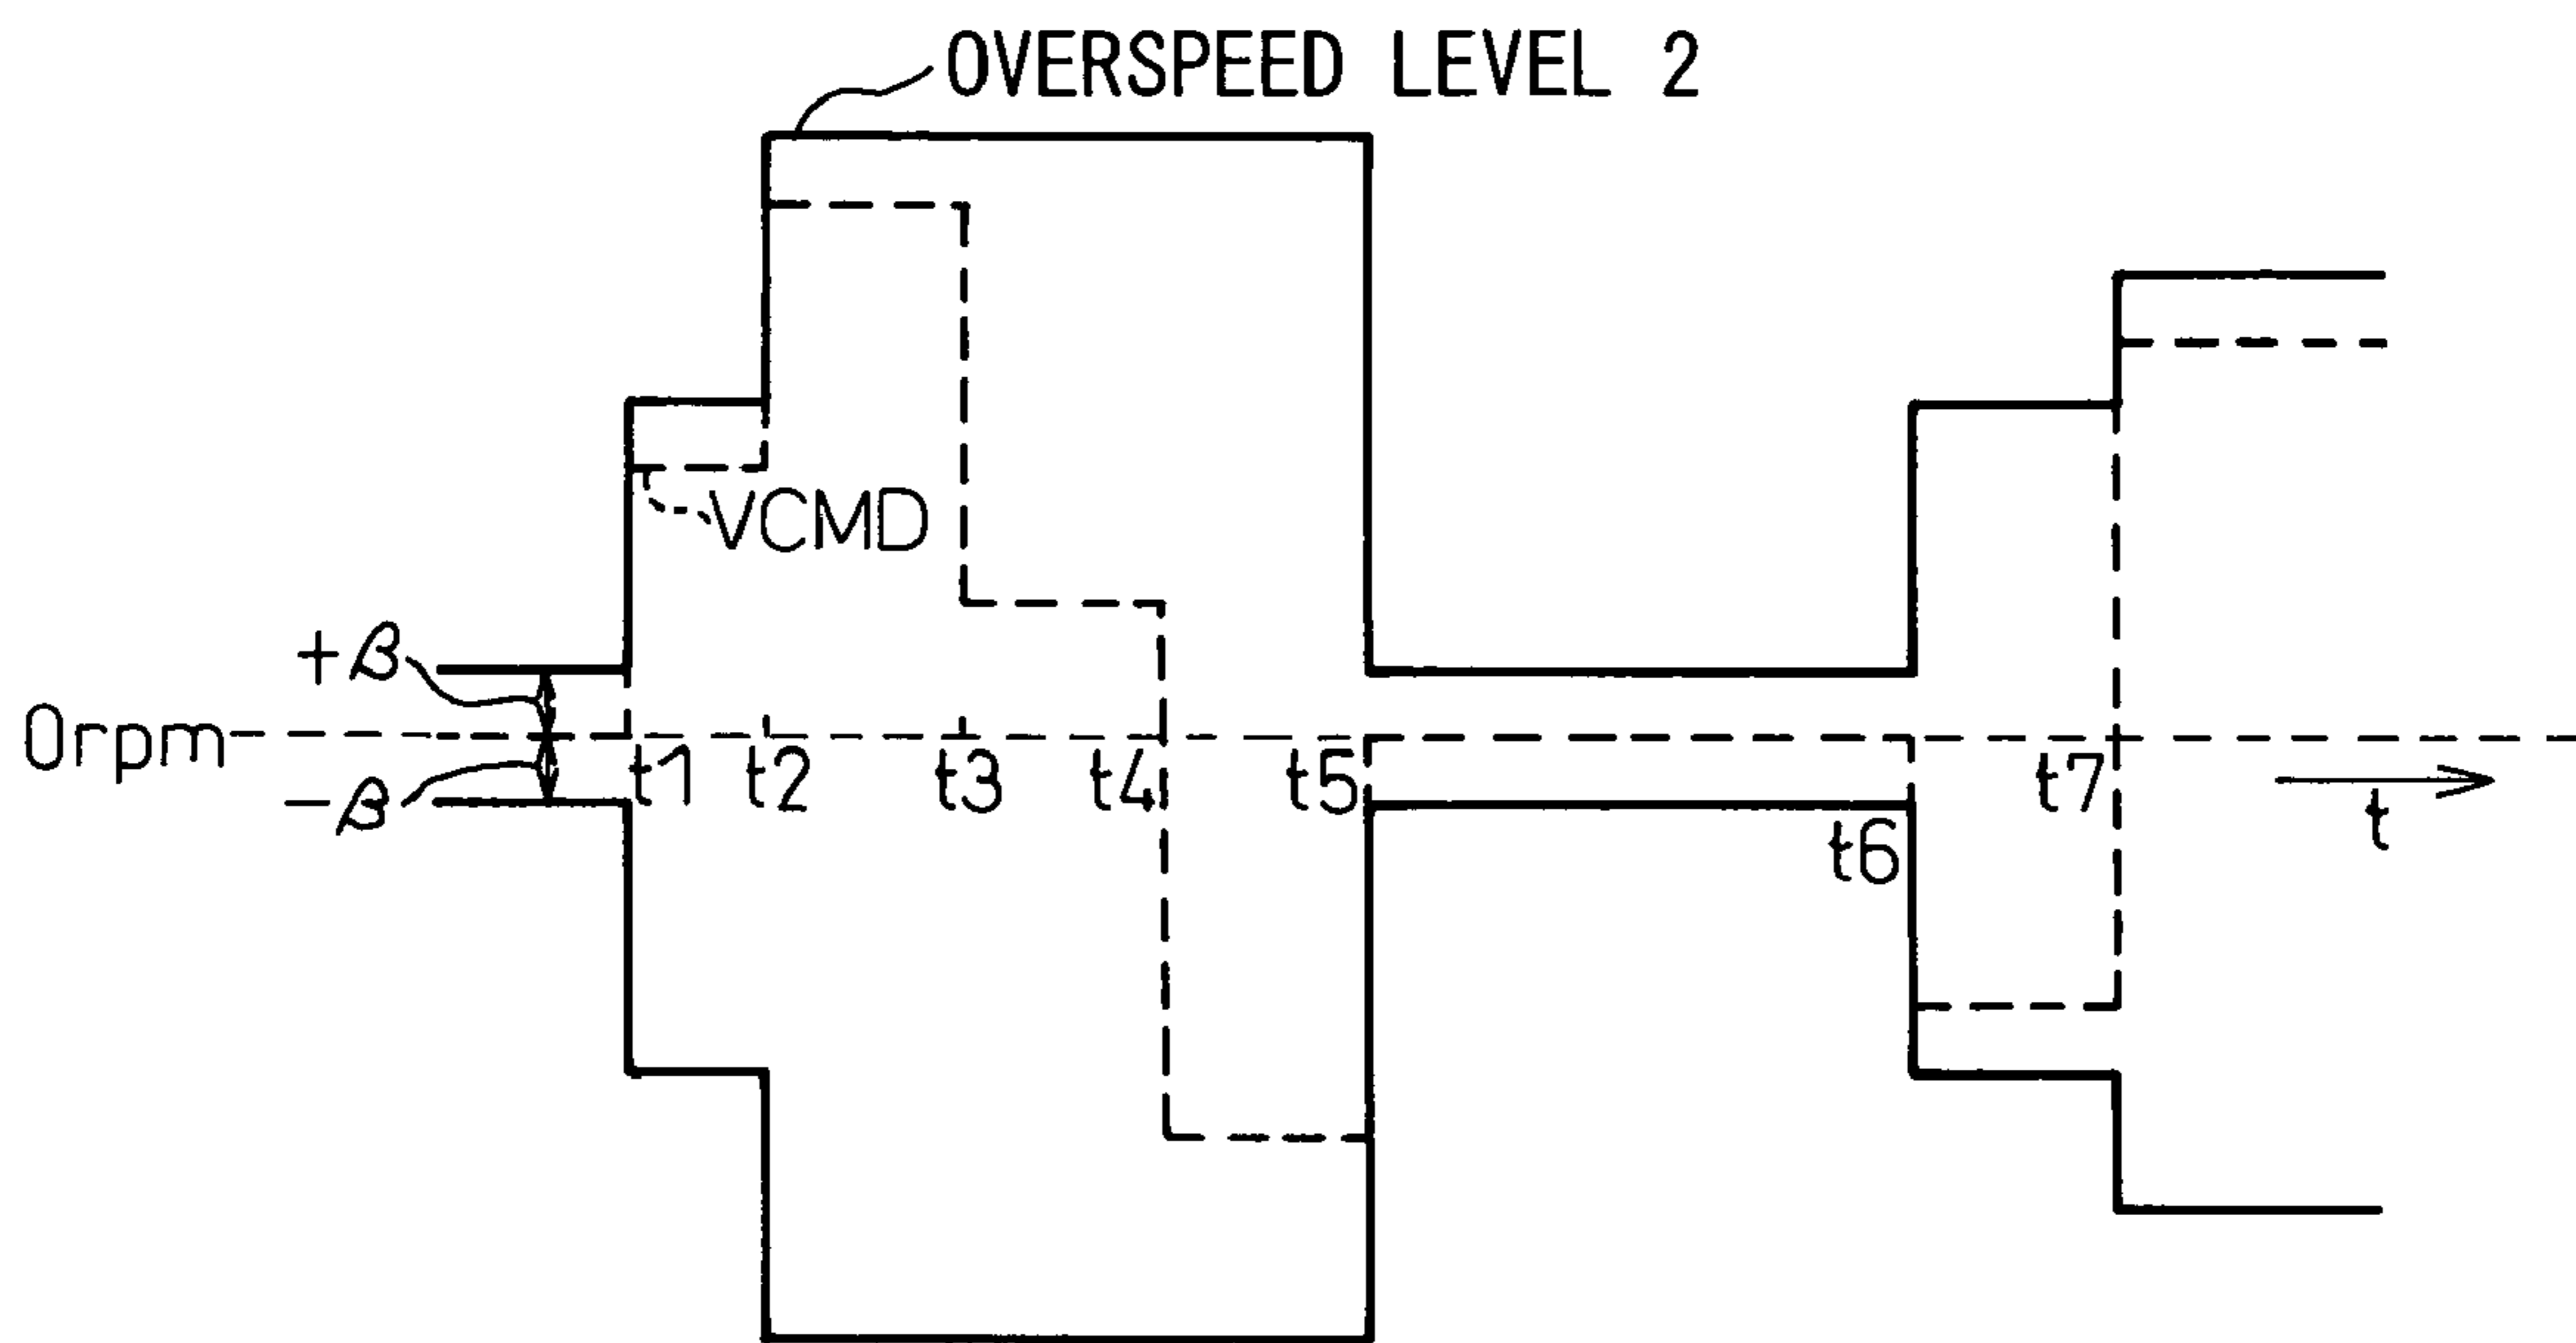 OVERSPEED LEVEL 2
VCMD
+β
0rpm
-β
t1
t2
t3
t4
t5
t6
t7
t